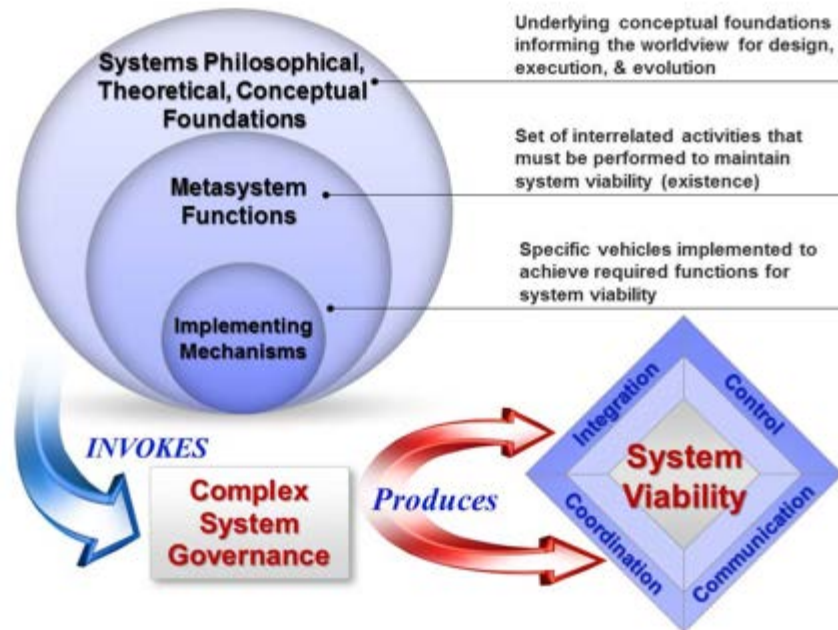 Systems Philosophical,
Theoretical, Conceptual
Foundations
Underlying conceptual foundations
informing the worldview for design,
execution, & evolution
Metasystem
Functions
Set of interrelated activities that
must be performed to maintain
system viability (existence)
Implementing
Mechanisms
Specific vehicles implemented to
achieve required functions for
system viability
INVOKES
Complex
System
Governance
Produces
Integration
Control
System
Viability
Coordination
Communication